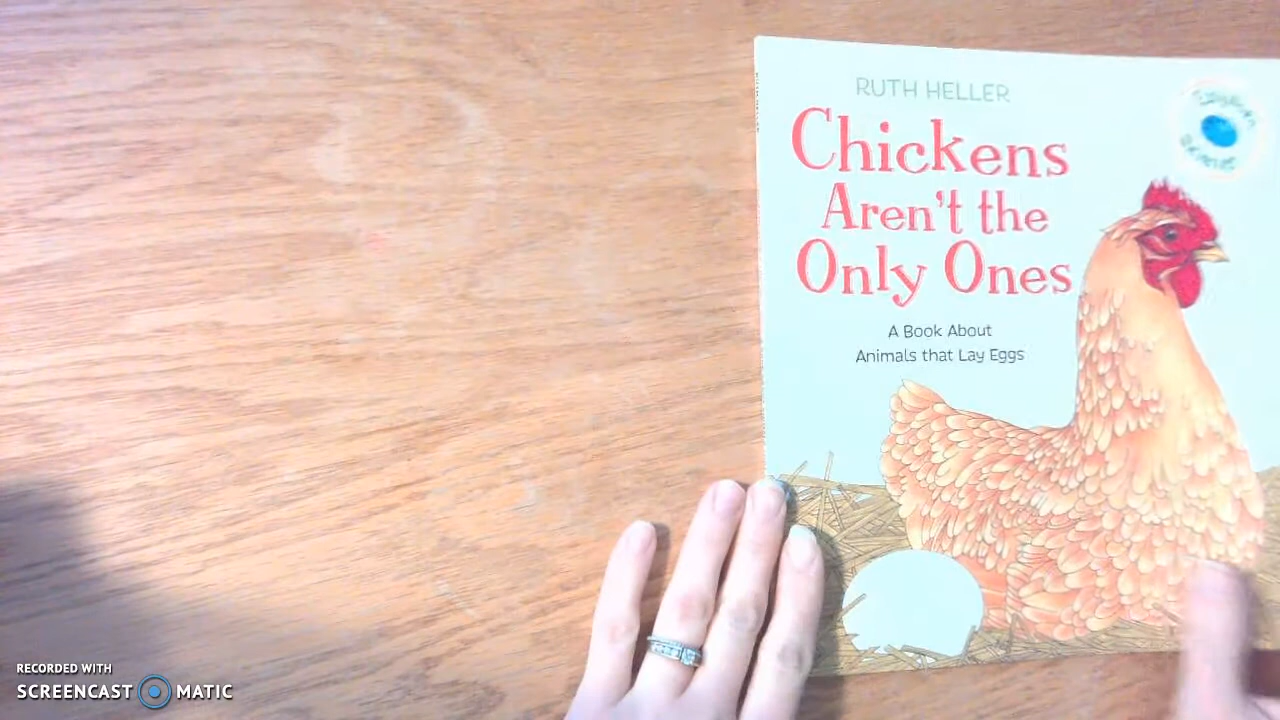 RUTH HELLER
Chickens
Aren't the
Only Ones
A Book About
Animals that Lay Eggs
RECORDED WITH
SCREENCAST MATIC